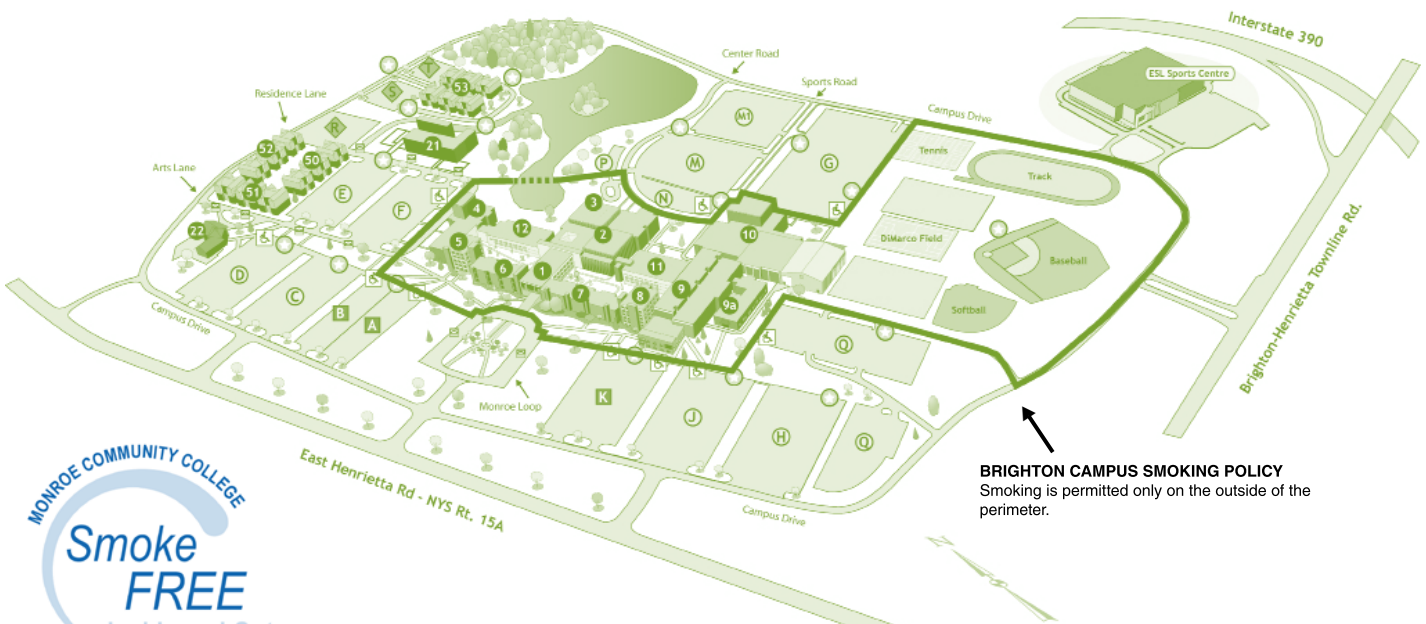 Interstate 390
ESL Sports Centre
Center Road
Sports Road
Campus Drive
Residence Lane
Arts Lane
Brighton-Henrietta Townline Rd.
T
S
53
R
52
50
51
21
22
E
F
D
C
B
A
P
M1
M
N
G
Tennis
Track
DiMarco Field
Baseball
Softball
4
3
5
12
2
10
6
1
11
7
8
9
9a
Q
K
J
H
Q
Campus Drive
Monroe Loop
East Henrietta Rd - NYS Rt. 15A
Campus Drive
BRIGHTON CAMPUS SMOKING POLICY
Smoking is permitted only on the outside of the
perimeter.
N
MONROE COMMUNITY COLLEGE
Smoke
FREE